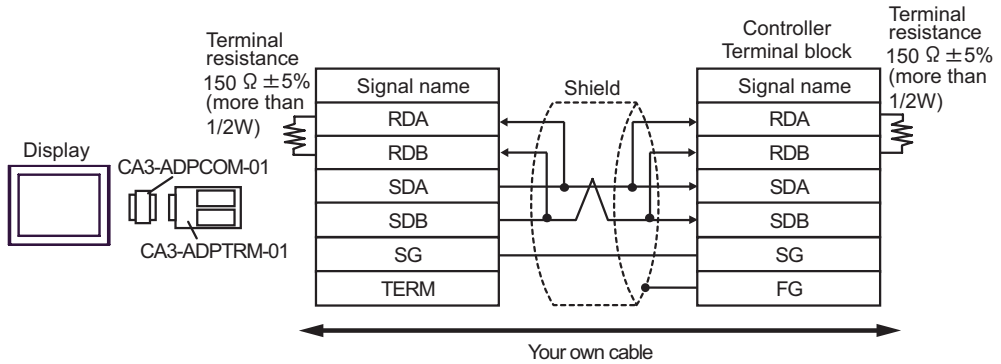 Terminal
resistance
150 Ω ±5%
(more than
1/2W)
Display
CA3-ADPCOM-01
CA3-ADPTRM-01
Signal name
RDA
RDB
SDA
SDB
SG
TERM
Shield
Controller
Terminal block
Signal name
RDA
RDB
SDA
SDB
SG
FG
Terminal
resistance
150 Ω ±5%
(more than
1/2W)
Your own cable